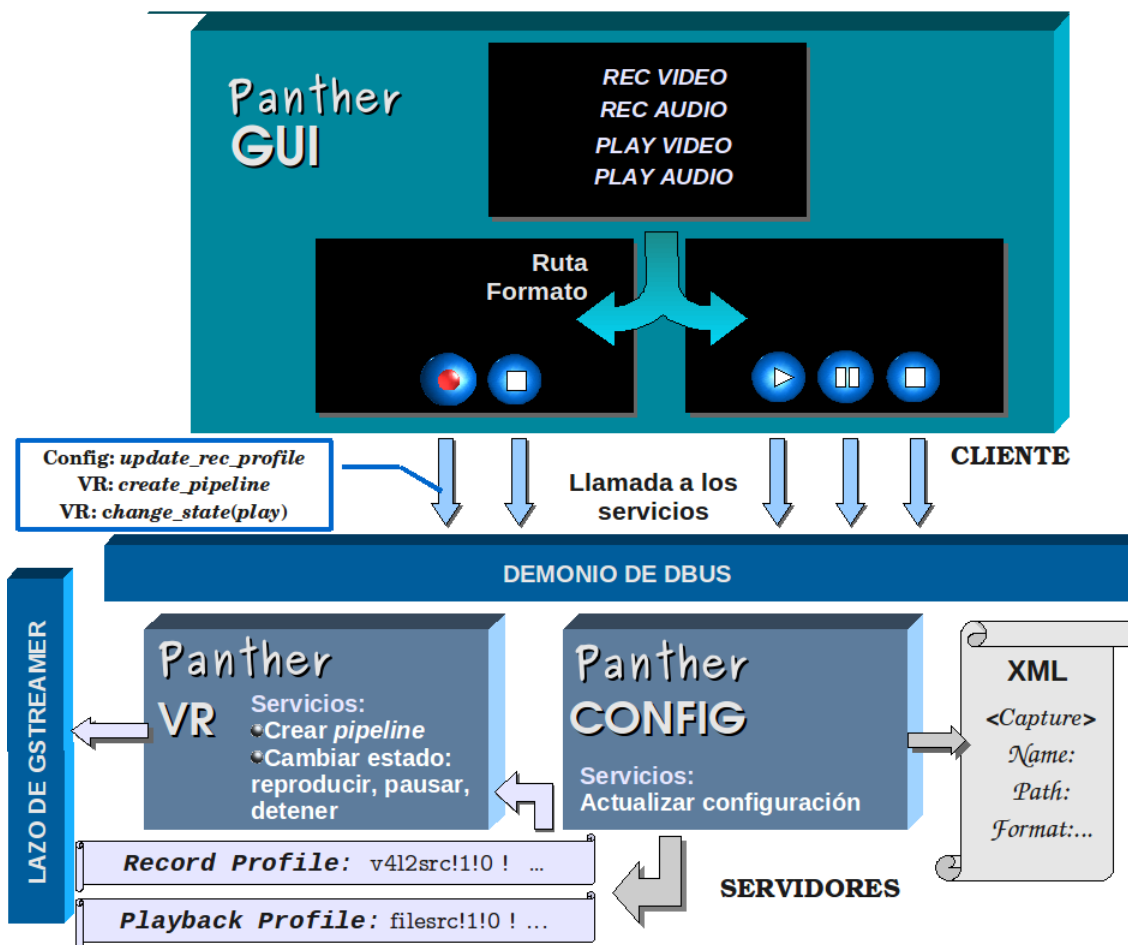 Panther
GUI
REC VIDEO
REC AUDIO
PLAY VIDEO
PLAY AUDIO
Ruta
Formato
Config: update_rec_profile
VR: create_pipeline
VR: change_state(play)
Llamada a los
servicios
CLIENTE
DEMONIO DE DBUS
LAZO DE GSTREAMER
Panther
VR
Servicios:
Crear pipeline
Cambiar estado:
reproducir, pausar,
detener
Panther
CONFIG
Servicios:
Actualizar configuración
XML
<Capture>
Name:
Path:
Format:...
Record Profile: v4l2src!1!0 ! ...
Playback Profile: filesrc!1!0 ! ...
SERVIDORES